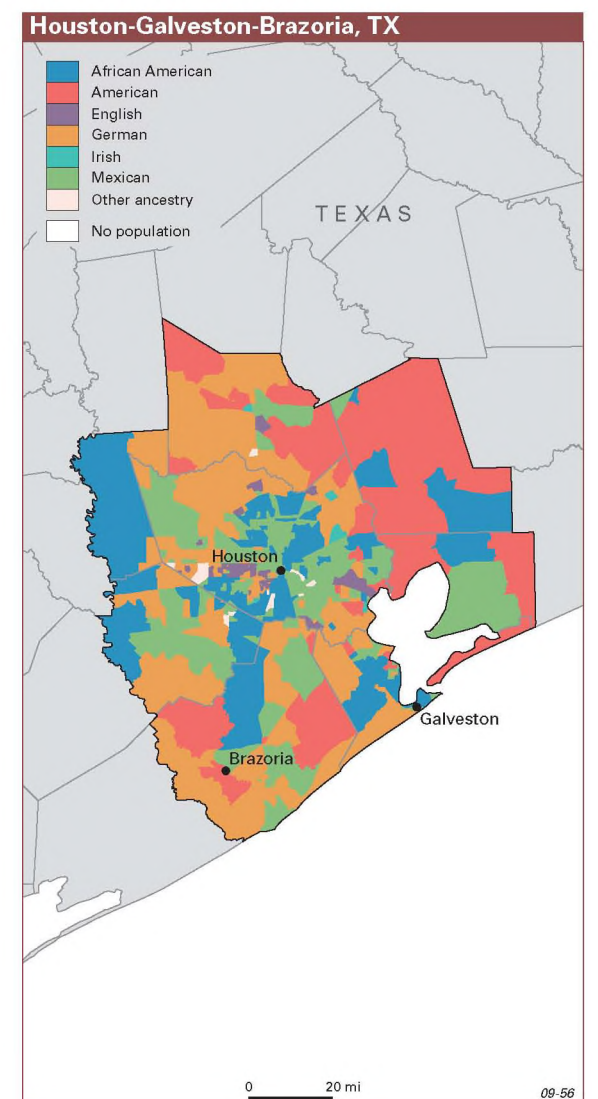 Houston-Galveston-Brazoria, TX
African American
American
English
German
Irish
Mexican
Other ancestry
No population
TEXAS
Houston
Galveston
Brazoria
0 20 mi
09-56